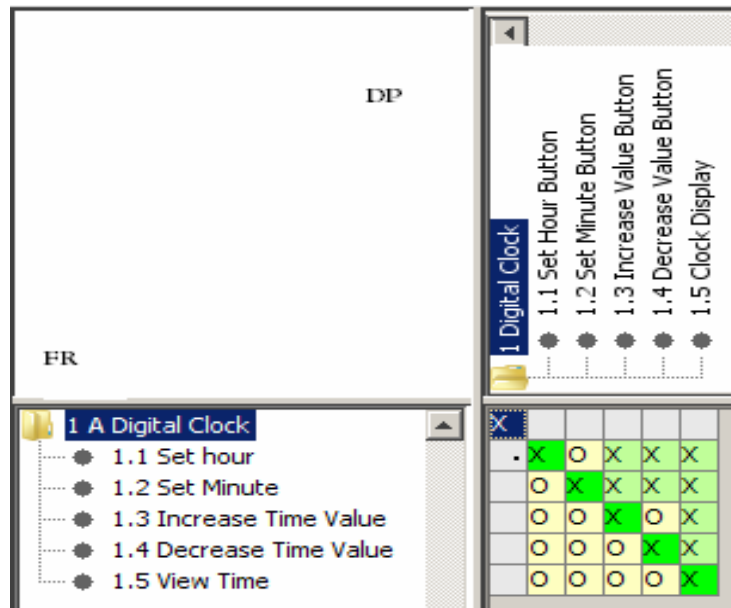 DP
1 Digital Clock
1.1 Set Hour Button
1.2 Set Minute Button
1.3 Increase Value Button
1.4 Decrease Value Button
1.5 Clock Display
FR
1 A Digital Clock
1.1 Set hour
1.2 Set Minute
1.3 Increase Time Value
1.4 Decrease Time Value
1.5 View Time
X
X O X X X
O X X X X
O O X O X
O O O X X
O O O O X